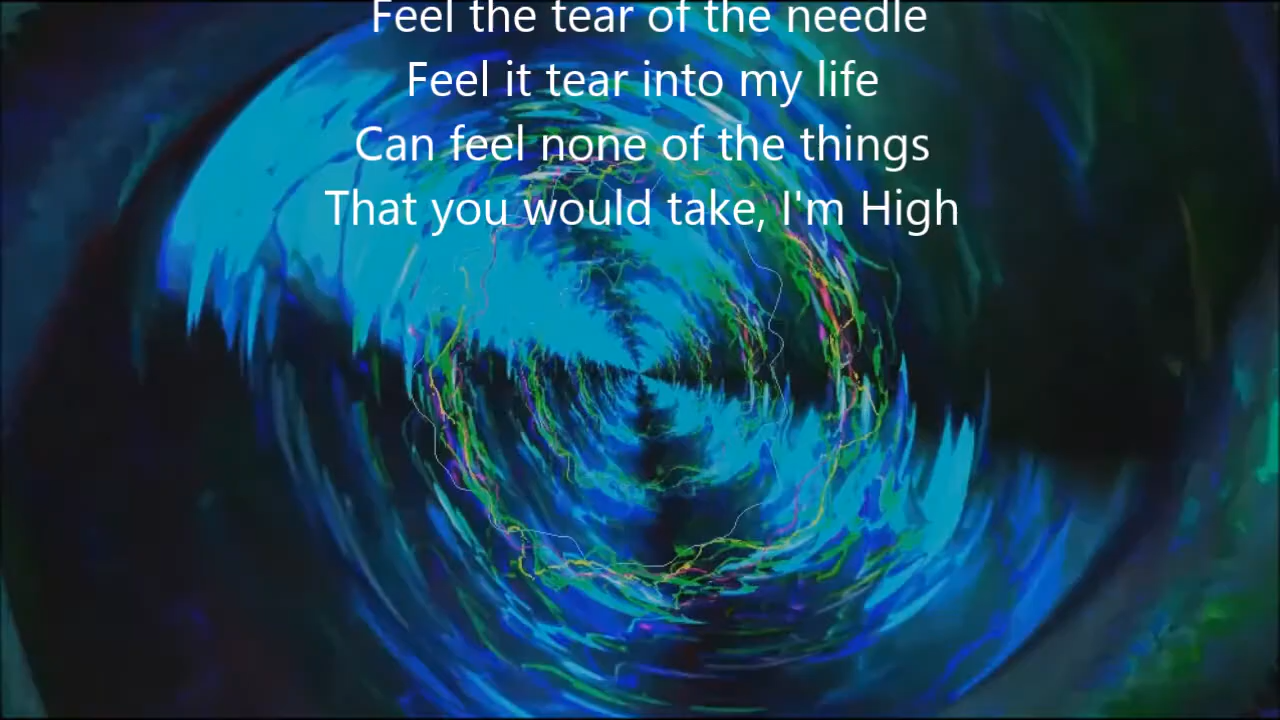 Feel the tear of the needle
Feel it tear into my life
Can feel none of the things
That you would take, I'm High